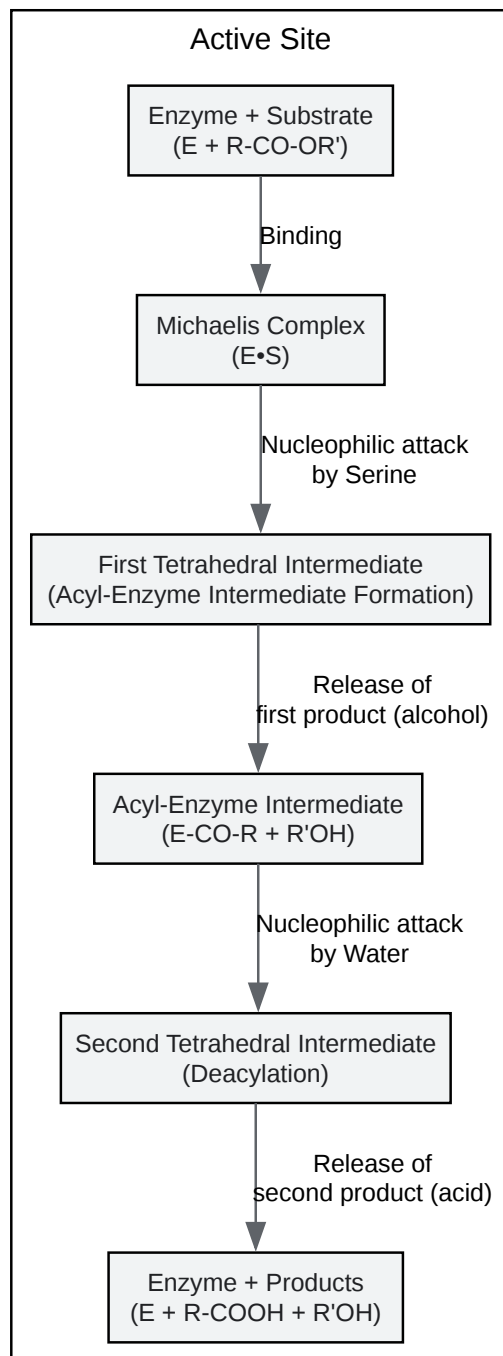 Active Site
Enzyme + Substrate
(E + R-CO-OR')
Binding
Michaelis Complex
(E•S)
Nucleophilic attack
by Serine
First Tetrahedral Intermediate
(Acyl-Enzyme Intermediate Formation)
Release of
first product (alcohol)
Acyl-Enzyme Intermediate
(E-CO-R + R'OH)
Nucleophilic attack
by Water
Second Tetrahedral Intermediate
(Deacylation)
Release of
second product (acid)
Enzyme + Products
(E + R-COOH + R'OH)